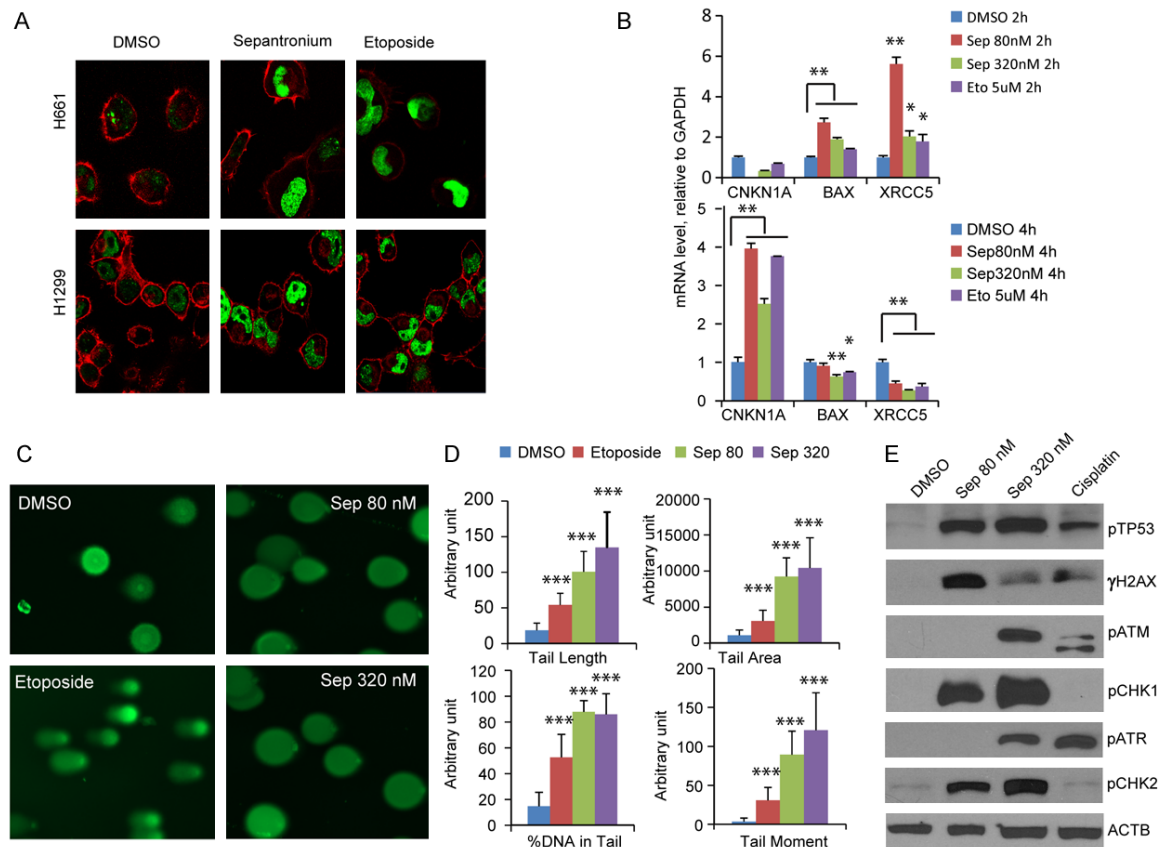 A
DMSO Sepantronium Etoposide
H661
H1299
B
DMSO 2h
Sep 80nM 2h
Sep 320nM 2h
Eto 5uM 2h
mRNA level, relative to GAPDH
8
6
4
2
0
**
**
*
*
CNKN1A BAX XRCC5
DMSO 4h
Sep80nM 4h
Sep320nM 4h
Eto 5uM 4h
5
4
3
2
1
0
**
**
*
**
CNKN1A BAX XRCC5
C
DMSO
Sep 80 nM
Etoposide
Sep 320 nM
D
DMSO Etoposide Sep 80 Sep 320
Arbitrary unit
200
150
100
50
0
***
***
***
Tail Length
Arbitrary unit
20000
15000
10000
5000
0
***
***
***
Tail Area
Arbitrary unit
120
100
80
60
40
20
0
***
***
***
%DNA in Tail
Arbitrary unit
200
150
100
50
0
***
***
***
Tail Moment
E
DMSO
Sep 80 nM
Sep 320 nM
Cisplatin
pTP53
γH2AX
pATM
pCHK1
pATR
pCHK2
ACTB